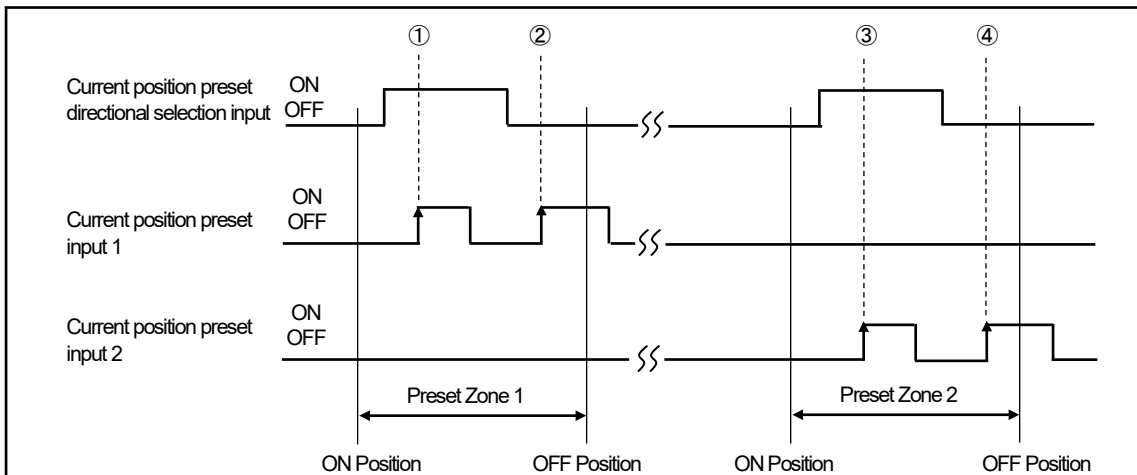 ① ② ③ ④
Current position preset
directional selection input
ON
OFF
Current position preset
input 1
ON
OFF
Current position preset
input 2
ON
OFF
Preset Zone 1 Preset Zone 2
ON Position OFF Position ON Position OFF Position